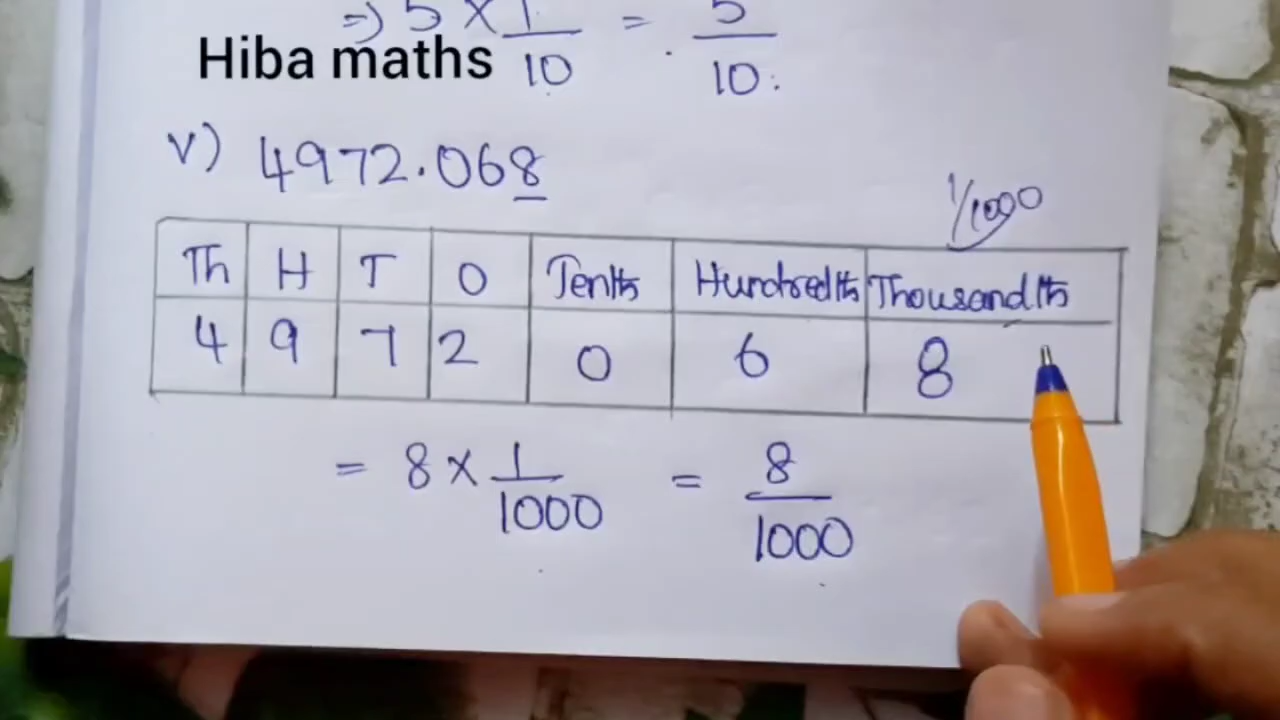 =) 5 × 1/10 = 5/10.
Hiba maths
v) 4972.068
1/1000
Th H T O Tenths Hundredths Thousandths
4 9 7 2 0 6 8
= 8 × 1/1000 = 8/1000